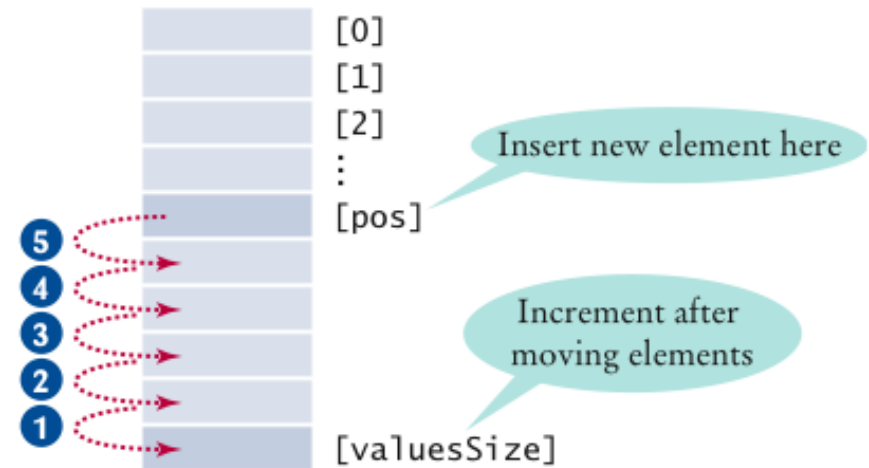 [0]
[1]
[2]
⋮
Insert new element here
[pos]
5
4
3
2
1
Increment after
moving elements
[valuesSize]